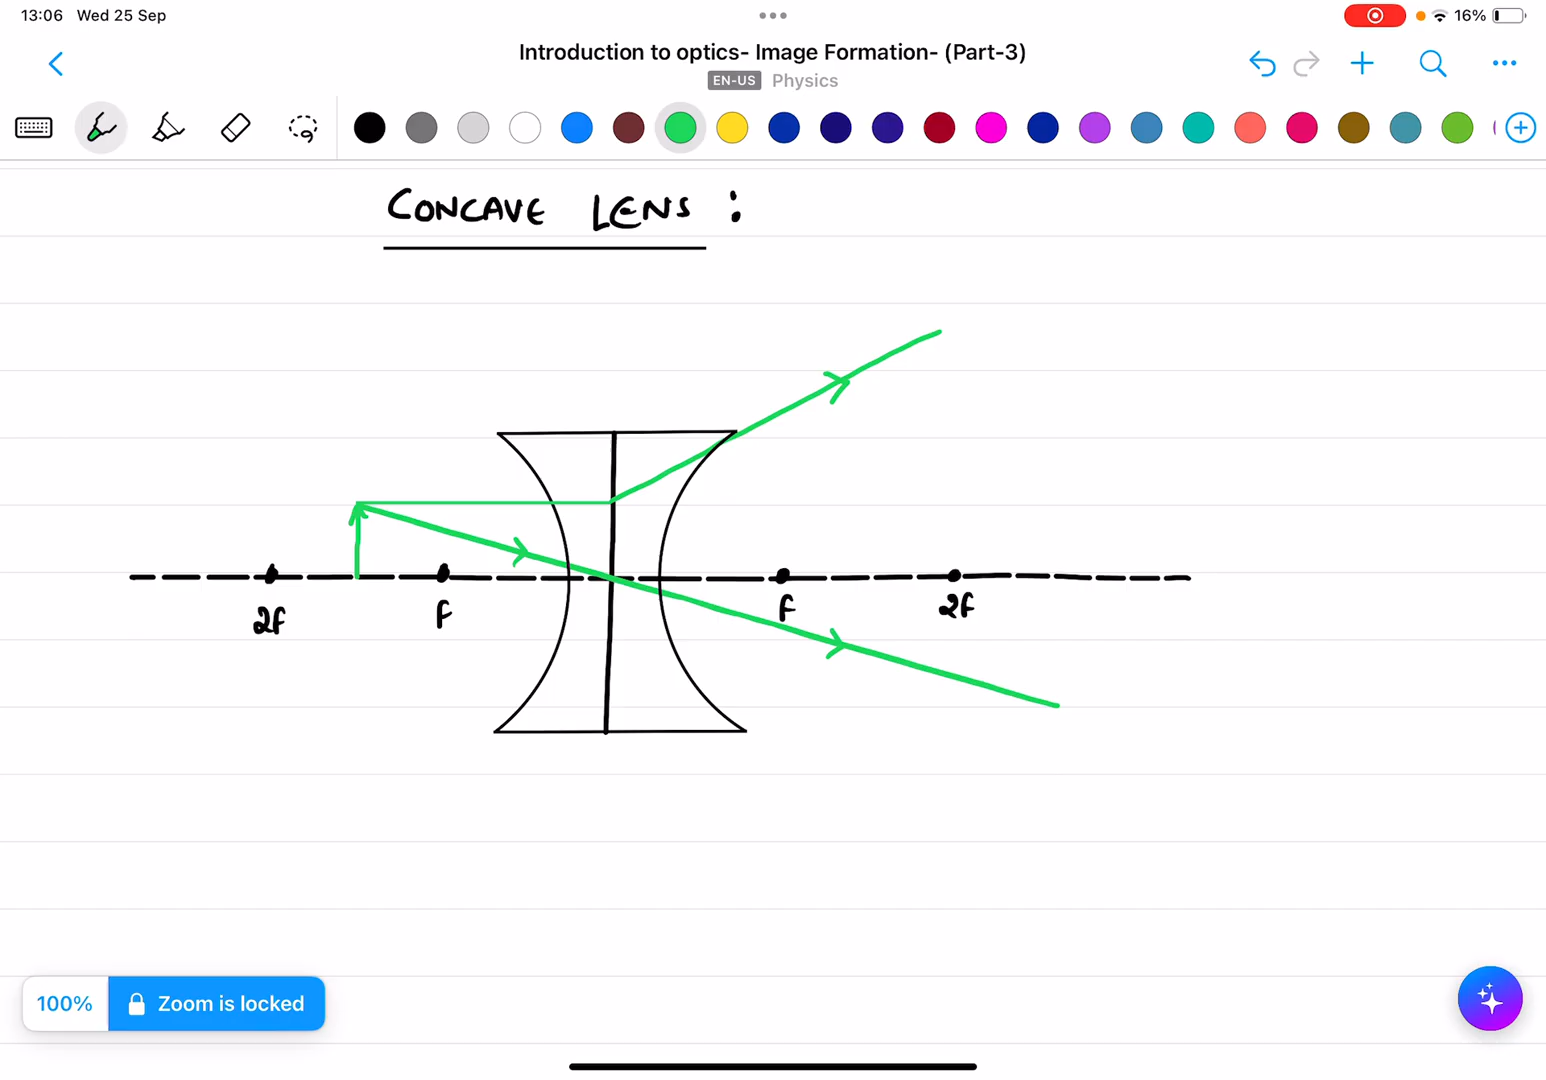 13:06 Wed 25 Sep
16%
Introduction to optics- Image Formation- (Part-3)
EN-US Physics
CONCAVE LENS :
2F F F 2F
100% Zoom is locked